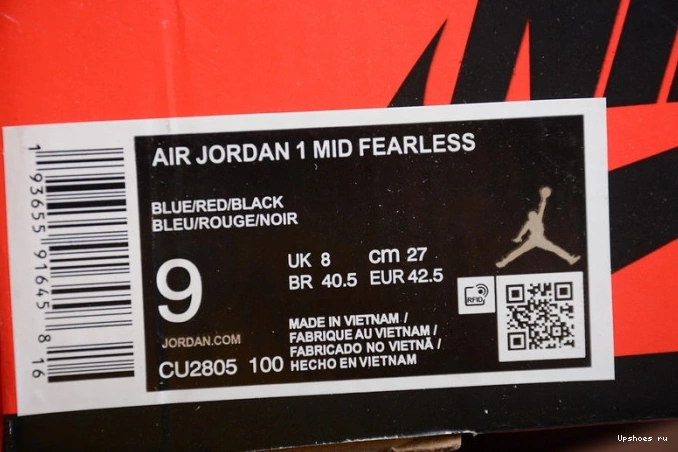 AIR JORDAN 1 MID FEARLESS
BLUE/RED/BLACK
BLEU/ROUGE/NOIR
9
UK 8 cm 27
BR 40.5 EUR 42.5
RFID
JORDAN.COM
CU2805 100
MADE IN VIETNAM /
FABRIQUE AU VIETNAM /
FABRICADO NO VIETNÃ /
HECHO EN VIETNAM
1 93655 91645 8 16
Upshoes ru